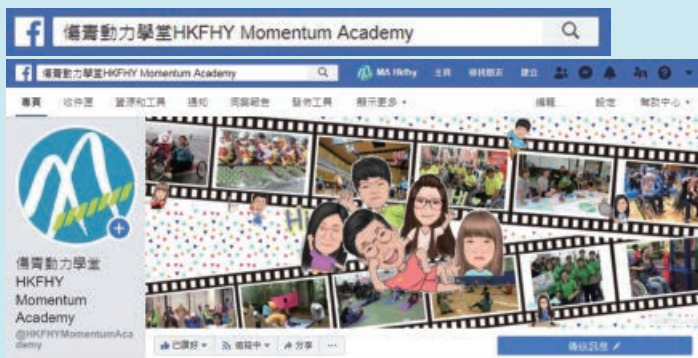 傷青動力學堂HKFHY Momentum Academy
傷青動力學堂HKFHY Momentum Academy
MA Hkfhy 主頁 尋找朋友 建立
專頁 收件匣 資源和工具 通知 洞察報告 發佈工具 顯示更多
編輯... 設定 幫助中心
Hi
傷青動力學堂
HKFHY
Momentum
Academy
@HKFHYMomentumAca
demy
已讚好 追蹤中 分享 ...
傳送訊息